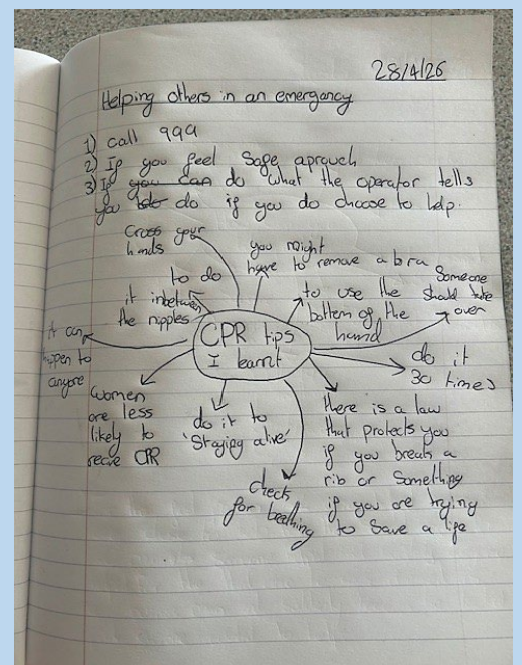 28/4/26
Helping others in an emergancy
1) call 999
2) If you feel safe aprouch
3) If you can do what the operator tells
you to do if you do choose to help.
Cross your
hands
you might
have to remove a bra
Someone
should take
over
to do
it inbetween
the nipples
to use the
bottem of the
hand
CPR tips
I learnt
it can
happen to
anyone
do it
30 times
women
are less
likely to
recive CPR
do it to
'Staying alive'
there is a law
that protects you
if you break a
rib or something
if you are trying
to save a life
check
for beathing